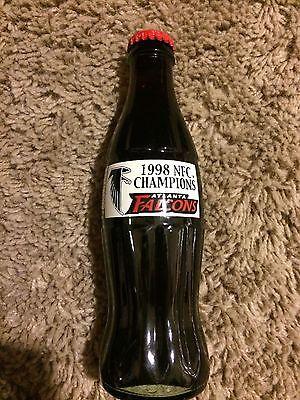 1998 NFC
CHAMPIONS
ATLANTA
FALCONS